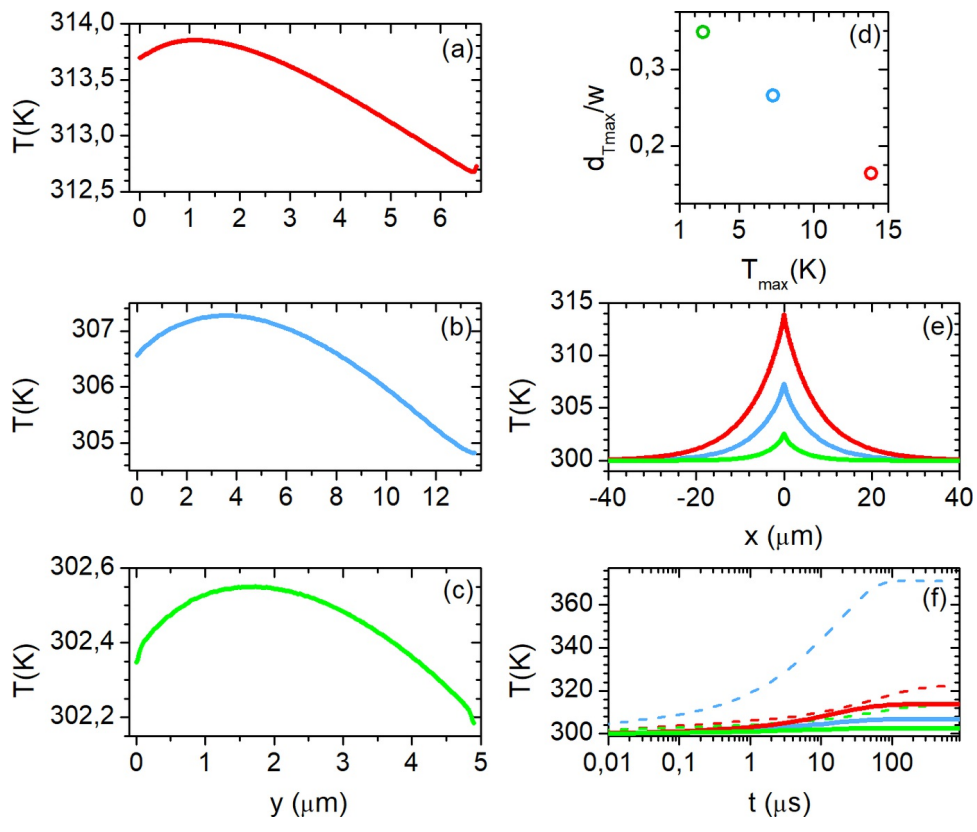 314,0
313,5
313,0
312,5
T(K)
(a)
0 1 2 3 4 5 6
0,3
0,2
d_Tmax/w
(d)
1 5 10 15
T_max(K)
307
306
305
T(K)
(b)
0 2 4 6 8 10 12
315
310
305
300
T(K)
(e)
-40 -20 0 20 40
x (μm)
302,6
302,4
302,2
T(K)
(c)
0 1 2 3 4 5
y (μm)
360
340
320
300
T(K)
(f)
0,01 0,1 1 10 100
t (μs)